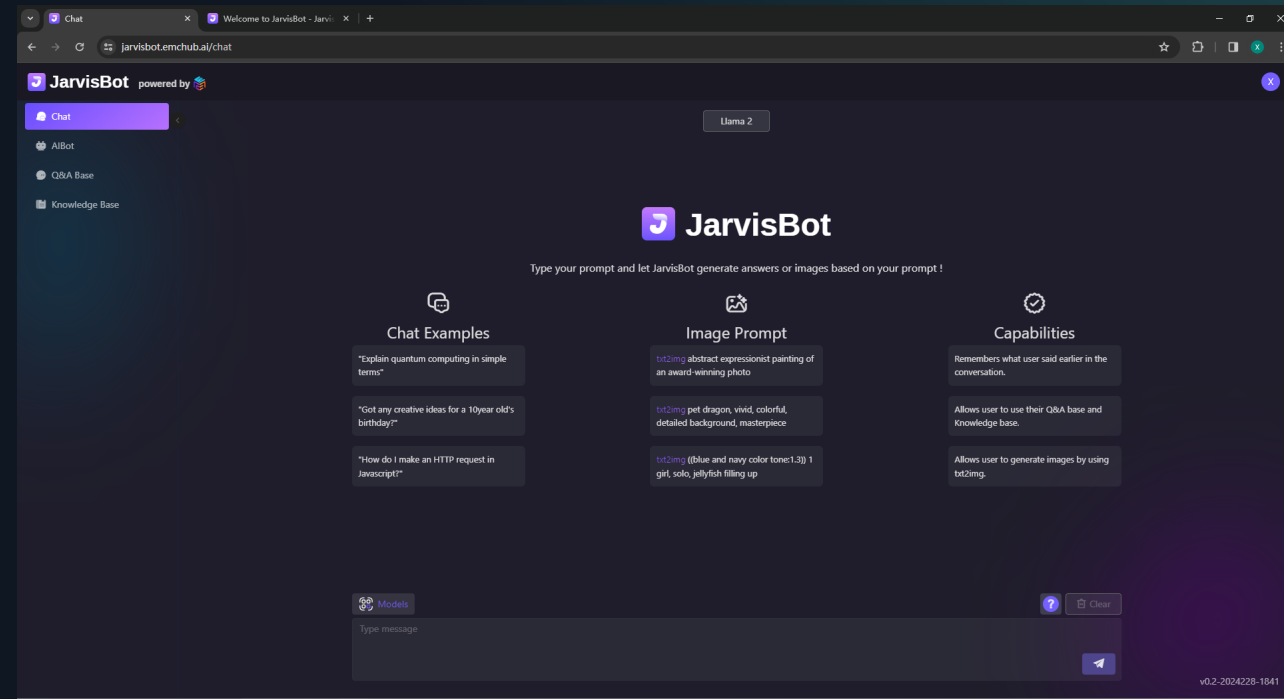 Chat
Welcome to JarvisBot - Jarvis
jarvisbot.emchub.ai/chat
X
JarvisBot powered by
X
Chat
AIBot
Q&A Base
Knowledge Base
Llama 2
JarvisBot
Type your prompt and let JarvisBot generate answers or images based on your prompt !
Chat Examples
"Explain quantum computing in simple
terms"
"Got any creative ideas for a 10year old's
birthday?"
"How do I make an HTTP request in
Javascript?"
Image Prompt
txt2img abstract expressionist painting of
an award-winning photo
txt2img pet dragon, vivid, colorful,
detailed background, masterpiece
txt2img ((blue and navy color tone:1.3)) 1
girl, solo, jellyfish filling up
Capabilities
Remembers what user said earlier in the
conversation.
Allows user to use their Q&A base and
Knowledge base.
Allows user to generate images by using
txt2img.
Models
?
Clear
Type message
v0.2-2024228-1841